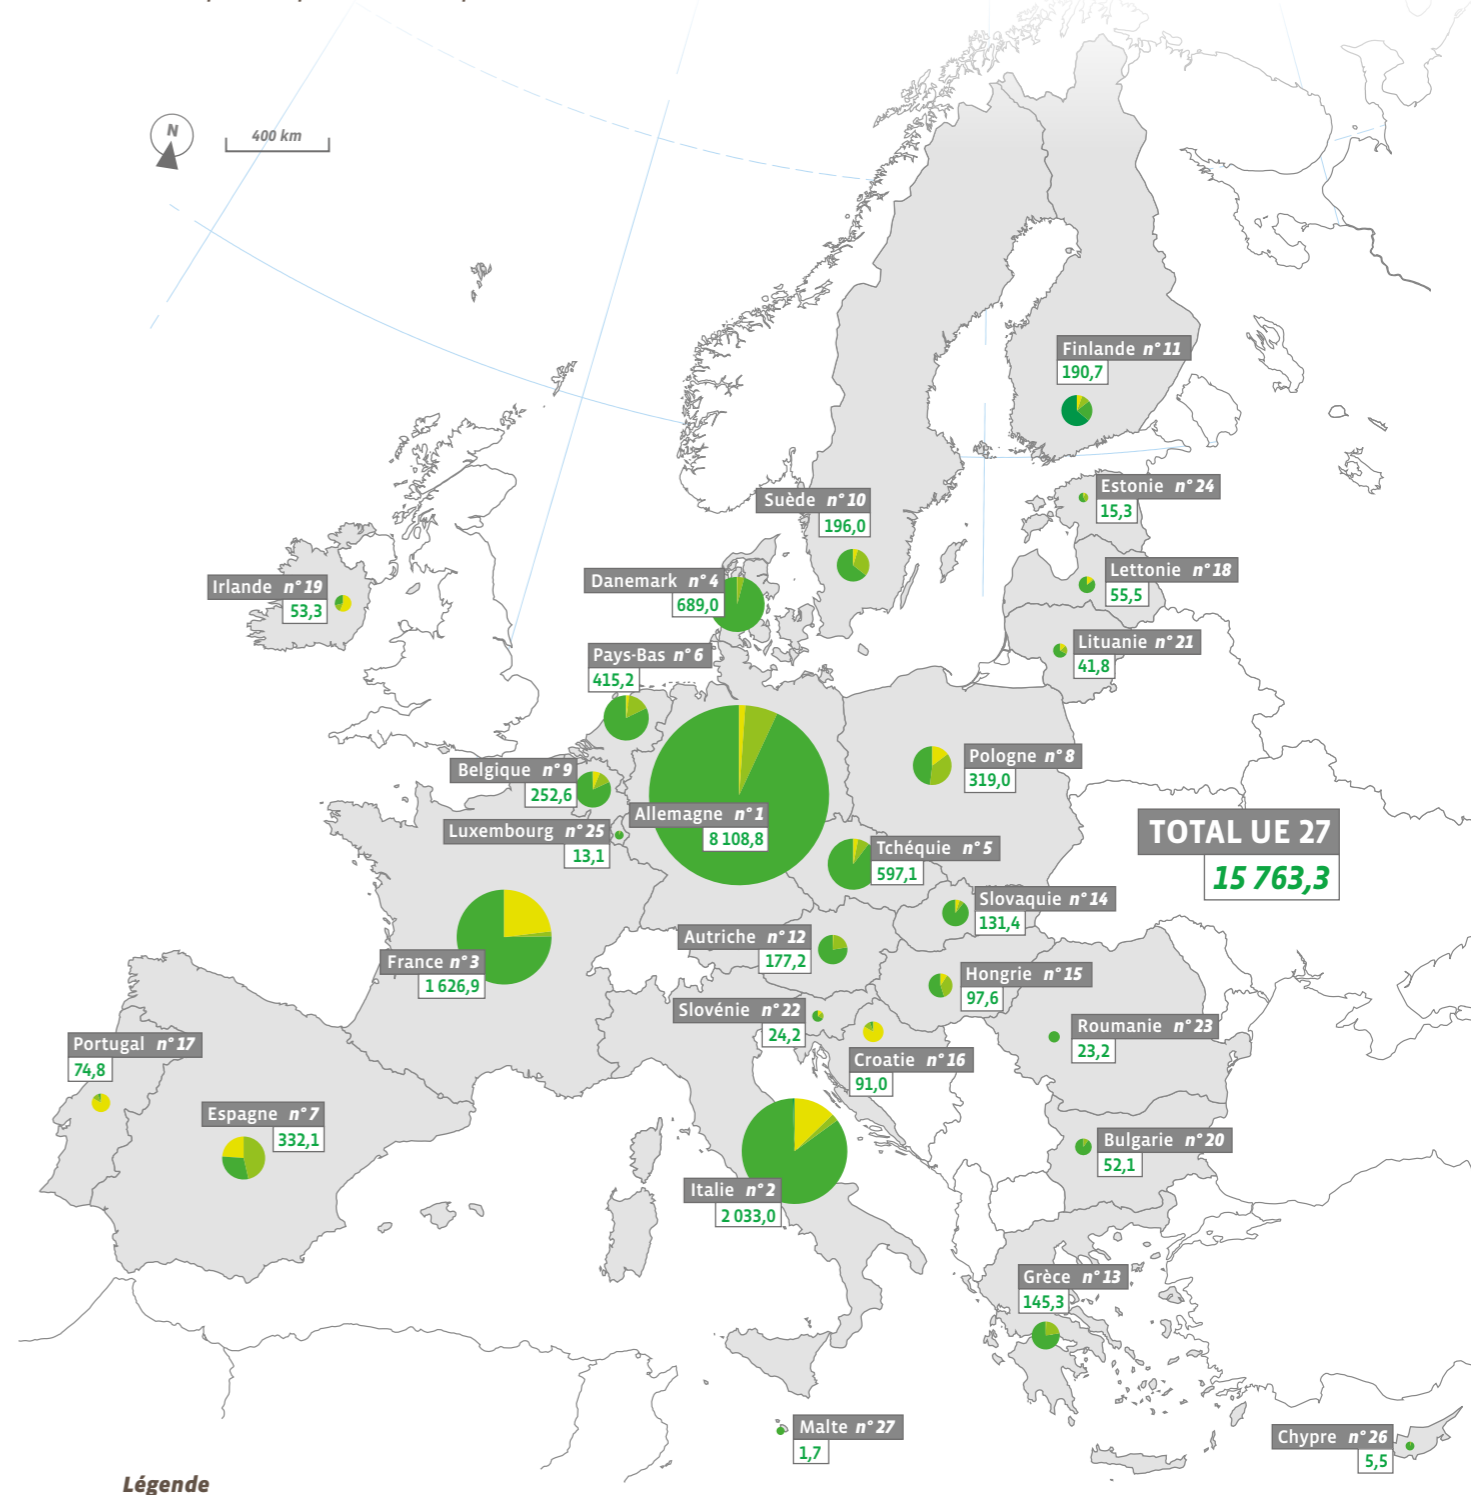 N
400 km
Finlande n°11
190,7
Estonie n°24
15,3
Suède n°10
196,0
Lettonie n°18
55,5
Irlande n°19
53,3
Danemark n°4
689,0
Lituanie n°21
41,8
Pays-Bas n°6
415,2
Pologne n°8
319,0
Belgique n°9
252,6
Allemagne n°1
8 108,8
Luxembourg n°25
13,1
TOTAL UE 27
15 763,3
Tchéquie n°5
597,1
Slovaquie n°14
131,4
Autriche n°12
177,2
France n°3
1 626,9
Hongrie n°15
97,6
Slovénie n°22
24,2
Roumanie n°23
23,2
Portugal n°17
74,8
Croatie n°16
91,0
Espagne n°7
332,1
Bulgarie n°20
52,1
Italie n°2
2 033,0
Grèce n°13
145,3
Malte n°27
1,7
Chypre n°26
5,5
Légende